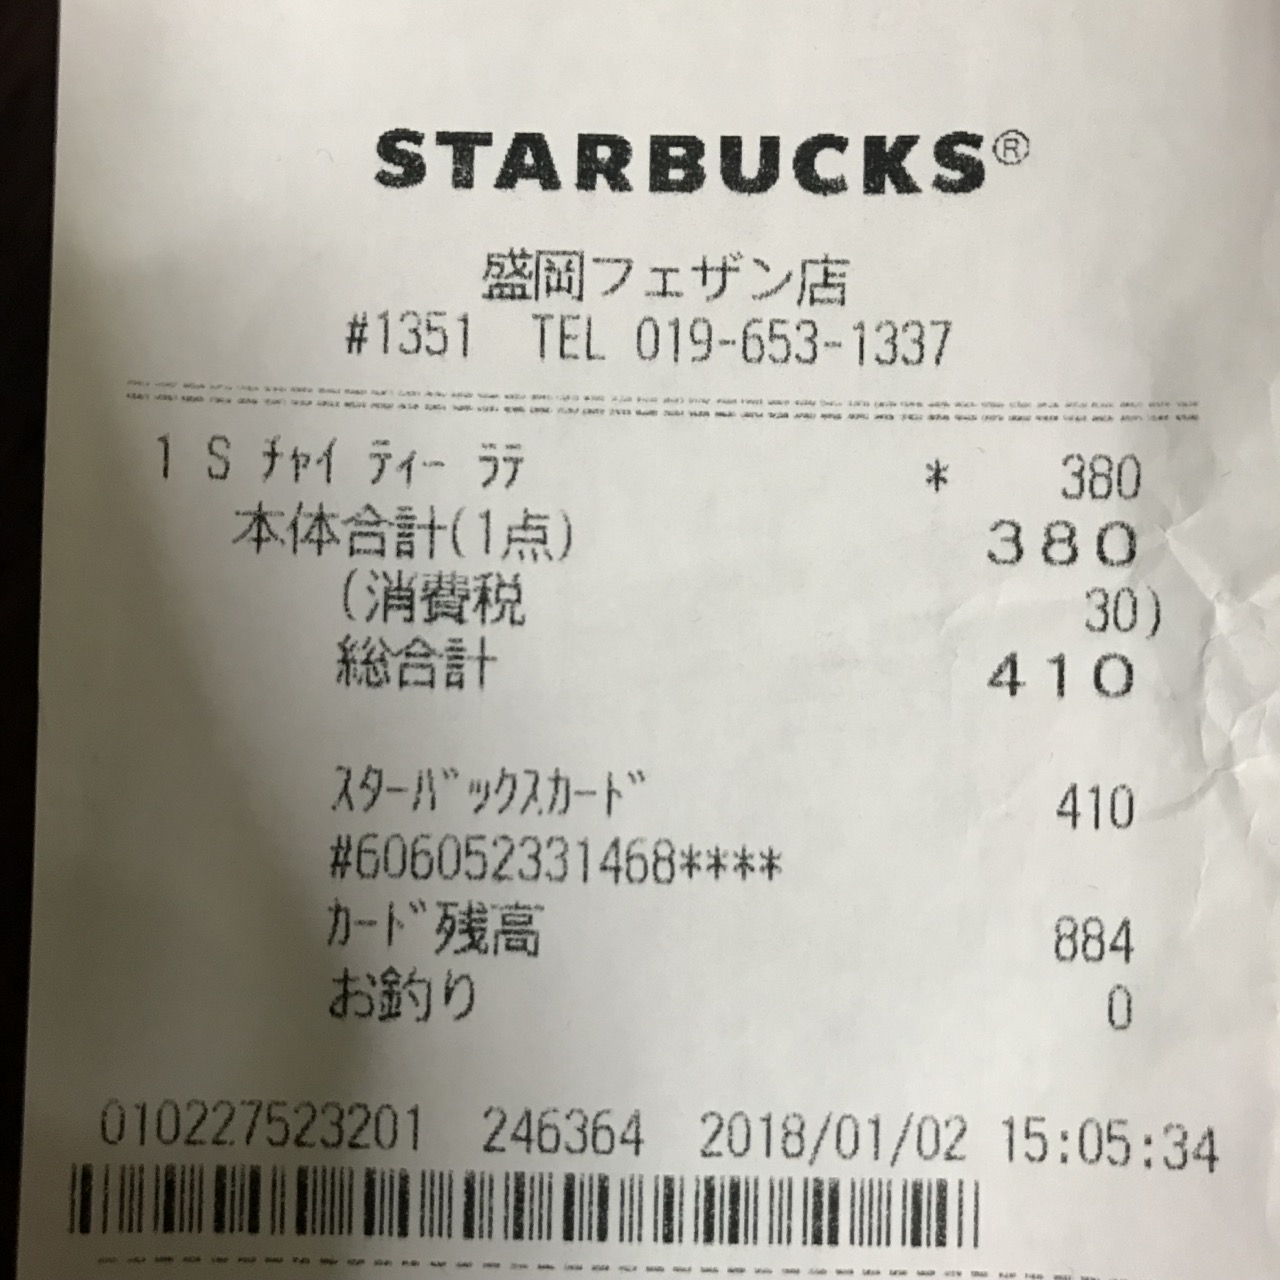 STARBUCKS®
盛岡フェザン店
#1351 TEL 019-653-1337
1 S ﾁｬｲ ﾃｨｰ ﾗﾃ * 380
本体合計(1点) 380
(消費税 30)
総合計 410
ｽﾀｰﾊﾞｯｸｽｶｰﾄﾞ 410
#606052331468****
ｶｰﾄﾞ残高 884
お釣り 0
010227523201 246364 2018/01/02 15:05:34